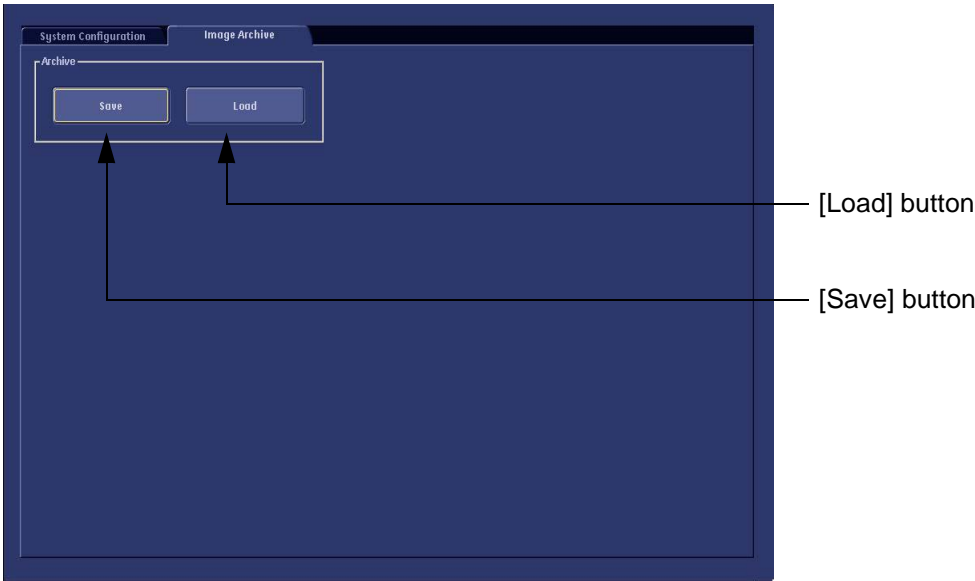 System Configuration
Image Archive
Archive
Save
Load
[Load] button
[Save] button